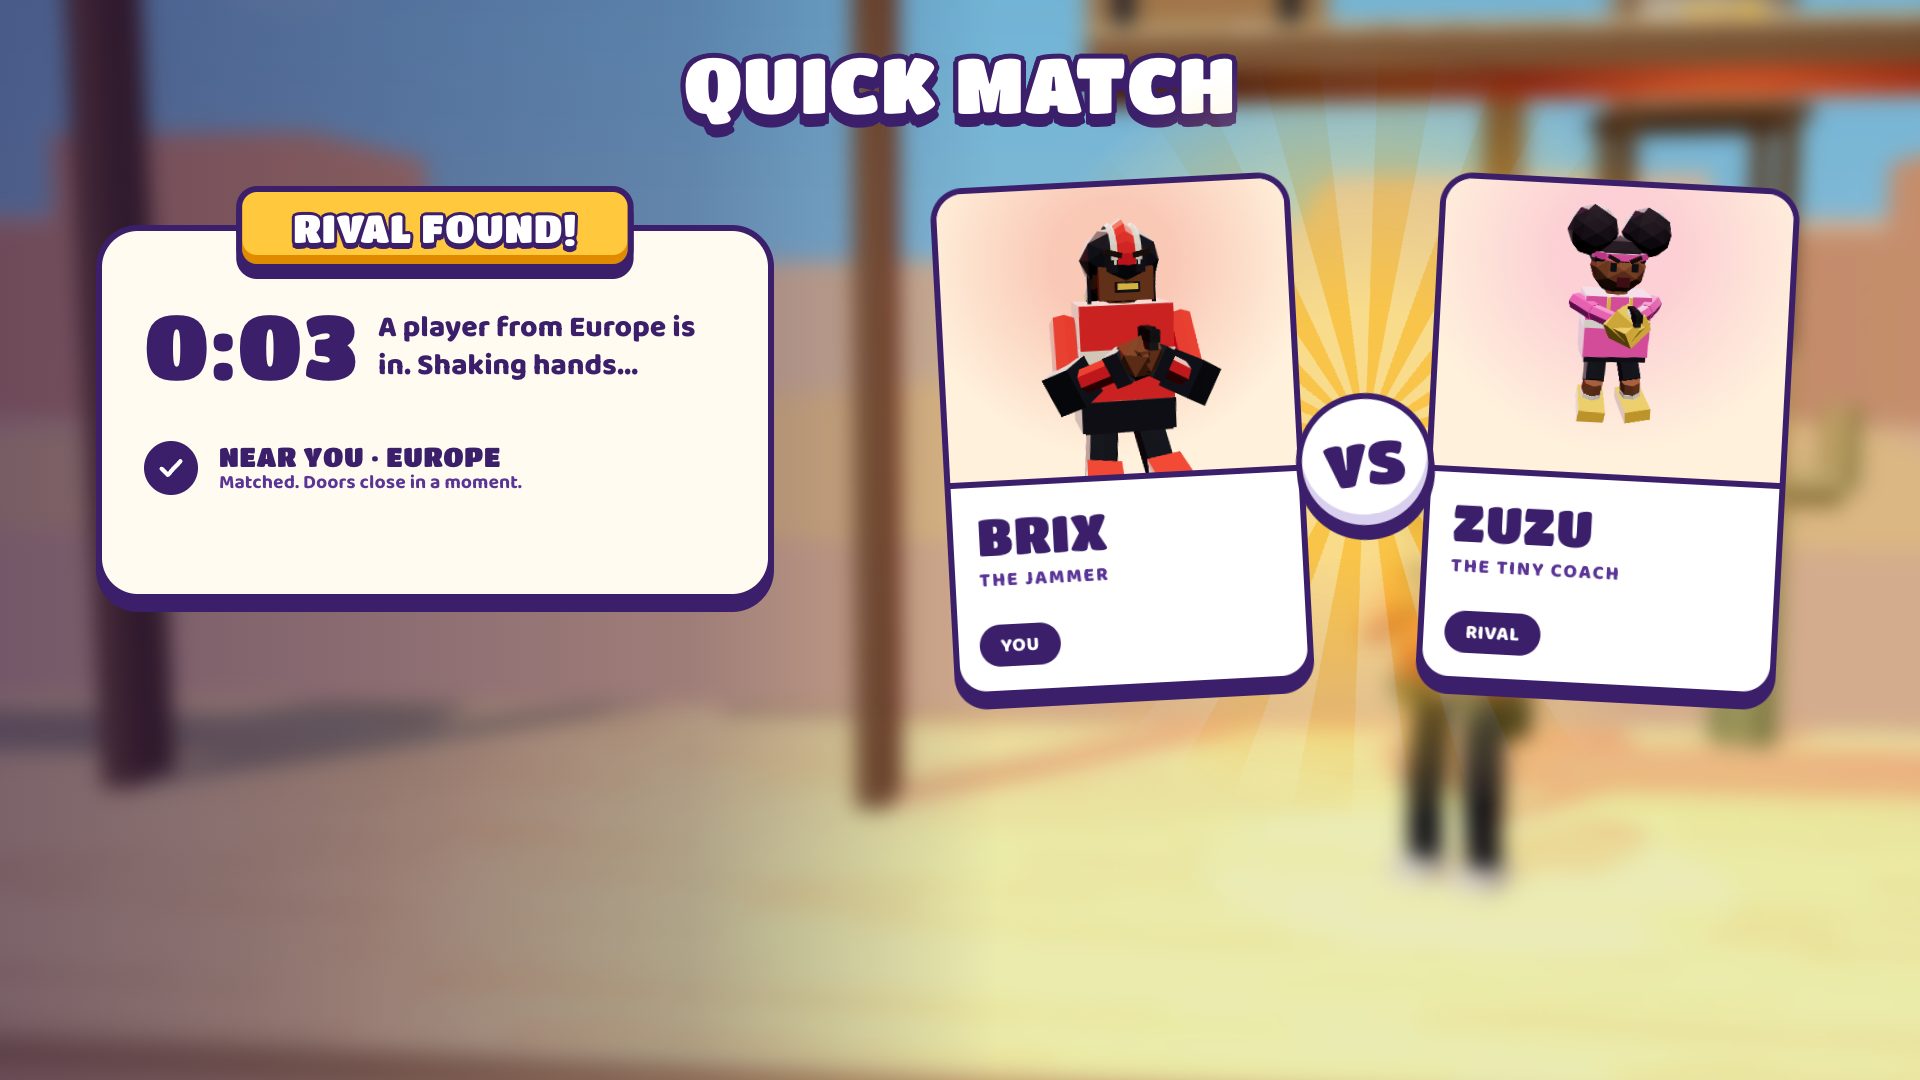 QUICK MATCH
RIVAL FOUND!
0:03
A player from Europe is
in. Shaking hands...
NEAR YOU · EUROPE
Matched. Doors close in a moment.
BRIX
THE JAMMER
YOU
VS
ZUZU
THE TINY COACH
RIVAL